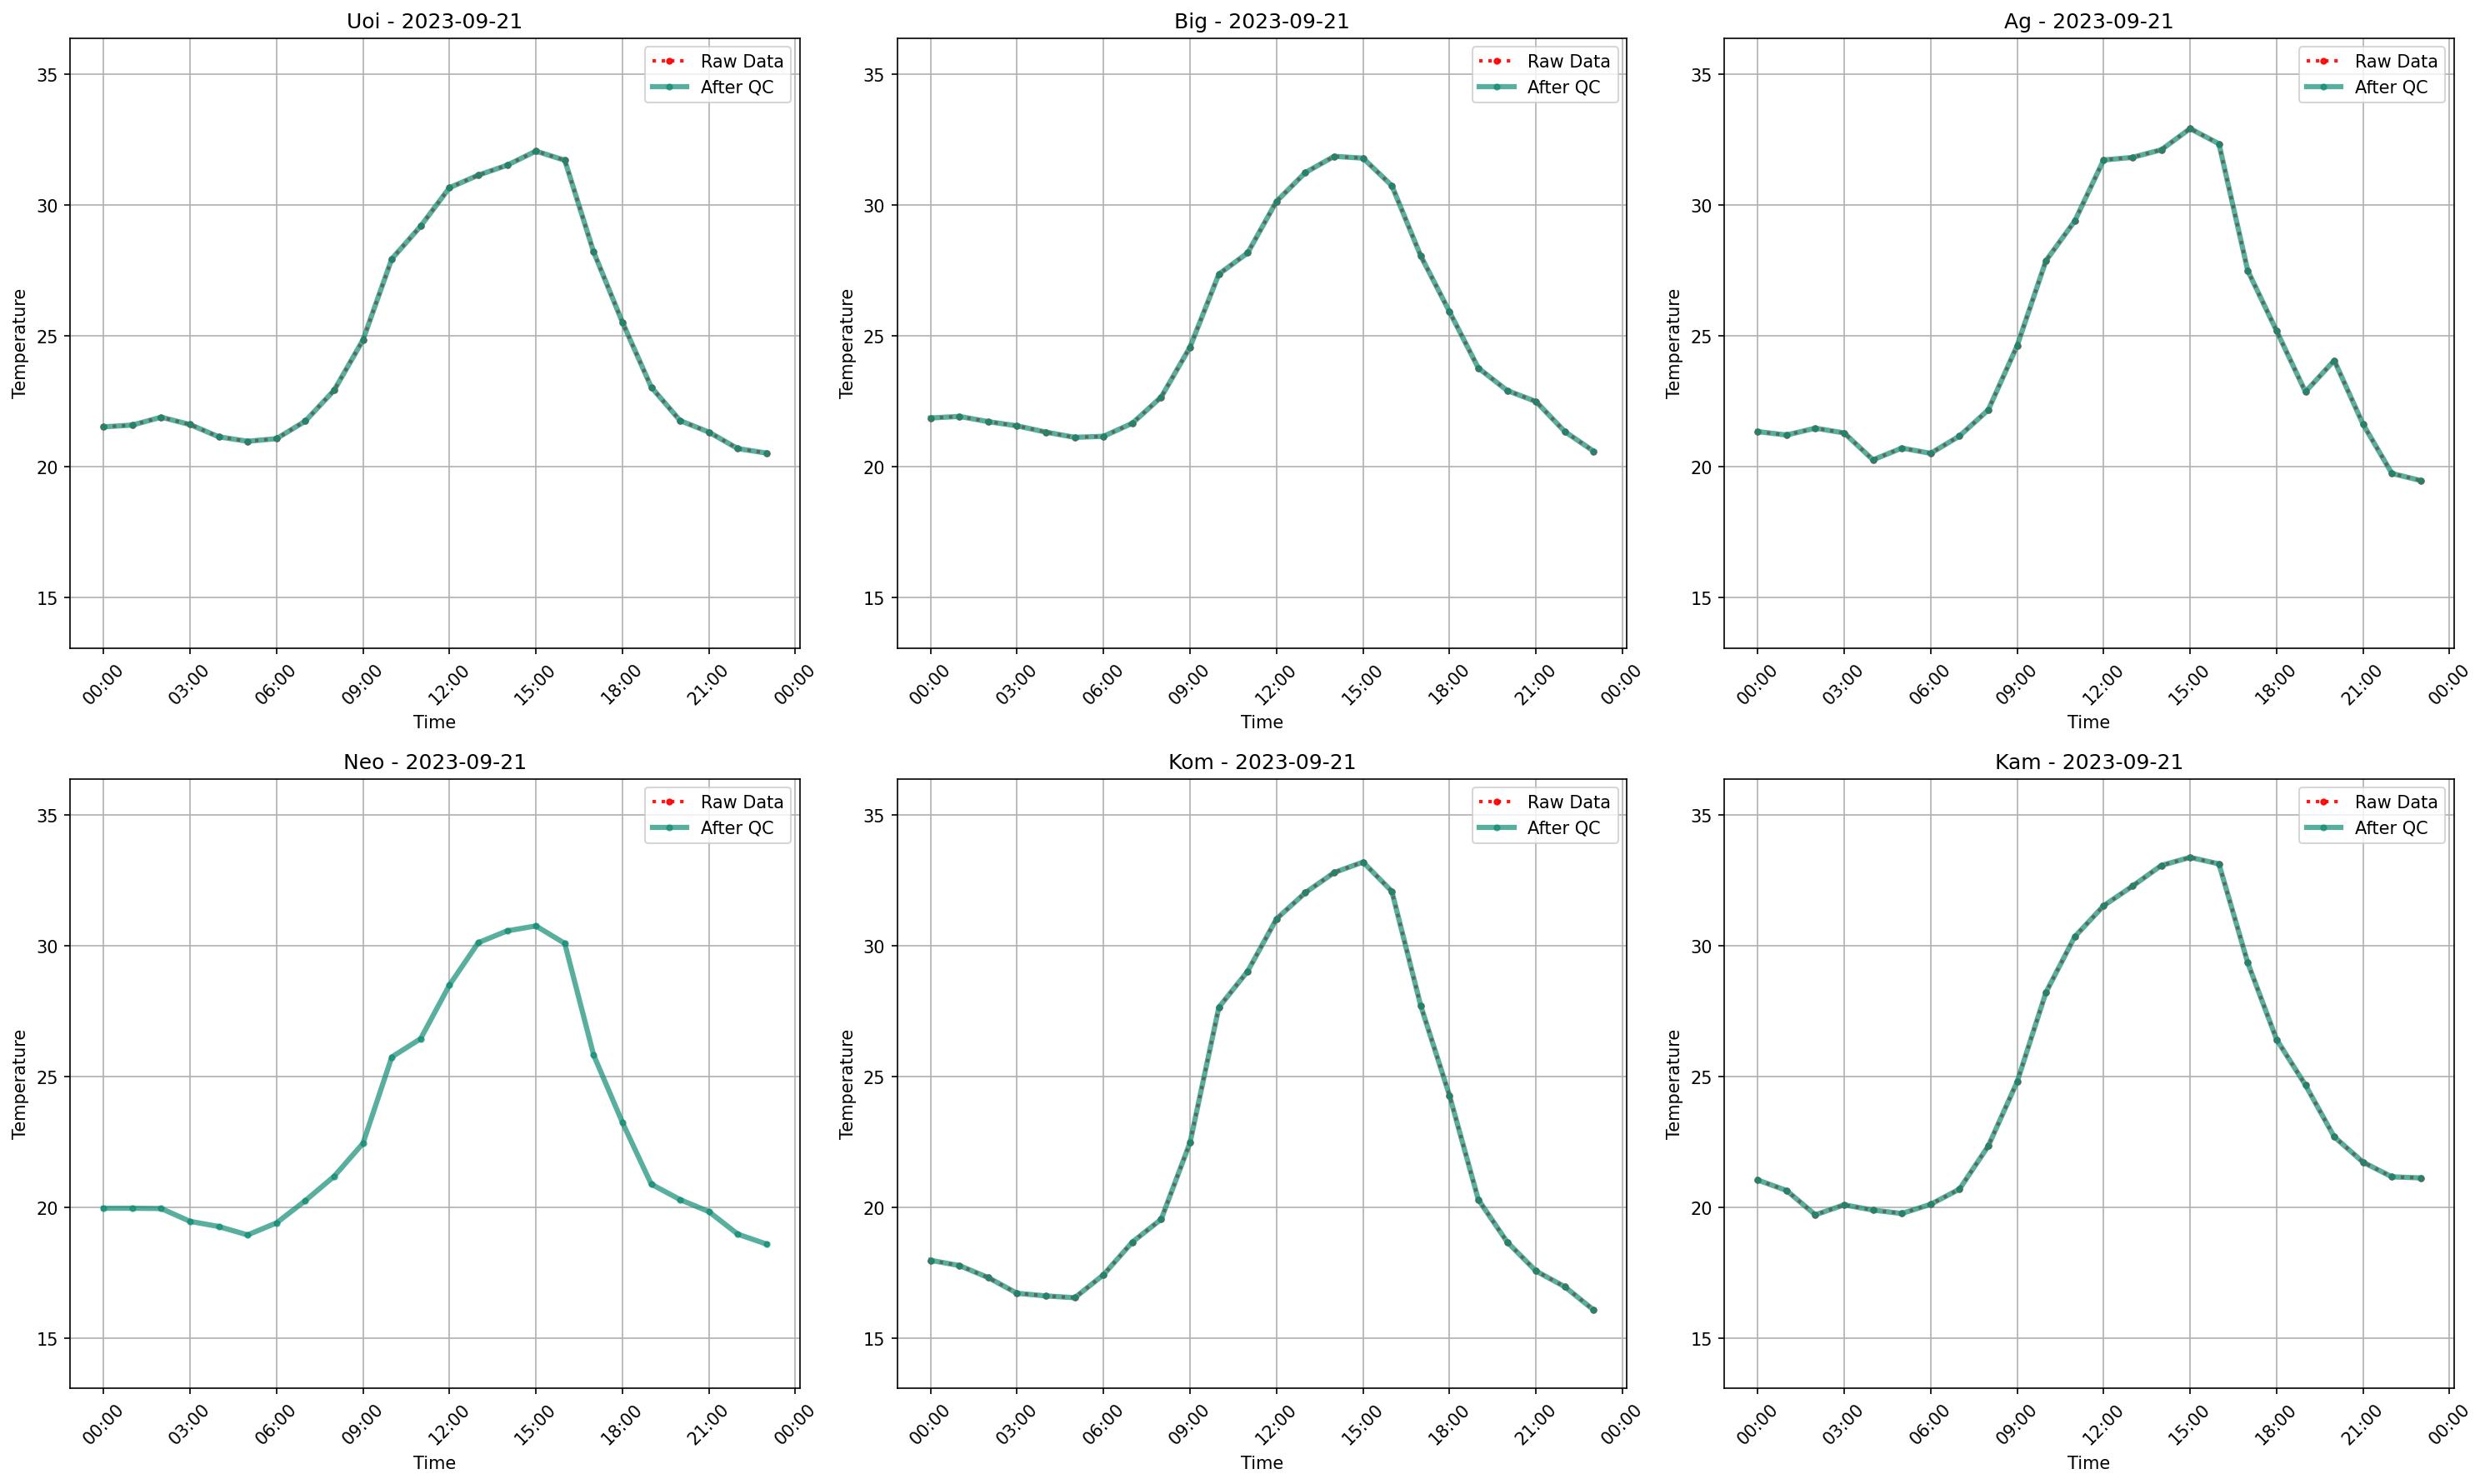 Uoi - 2023-09-21
Raw Data
After QC
35
30
25
20
15
Temperature
00:00
03:00
06:00
09:00
12:00
15:00
18:00
21:00
00:00
Time
Big - 2023-09-21
Raw Data
After QC
35
30
25
20
15
Temperature
00:00
03:00
06:00
09:00
12:00
15:00
18:00
21:00
00:00
Time
Ag - 2023-09-21
Raw Data
After QC
35
30
25
20
15
Temperature
00:00
03:00
06:00
09:00
12:00
15:00
18:00
21:00
00:00
Time
Neo - 2023-09-21
Raw Data
After QC
35
30
25
20
15
Temperature
00:00
03:00
06:00
09:00
12:00
15:00
18:00
21:00
00:00
Time
Kom - 2023-09-21
Raw Data
After QC
35
30
25
20
15
Temperature
00:00
03:00
06:00
09:00
12:00
15:00
18:00
21:00
00:00
Time
Kam - 2023-09-21
Raw Data
After QC
35
30
25
20
15
Temperature
00:00
03:00
06:00
09:00
12:00
15:00
18:00
21:00
00:00
Time